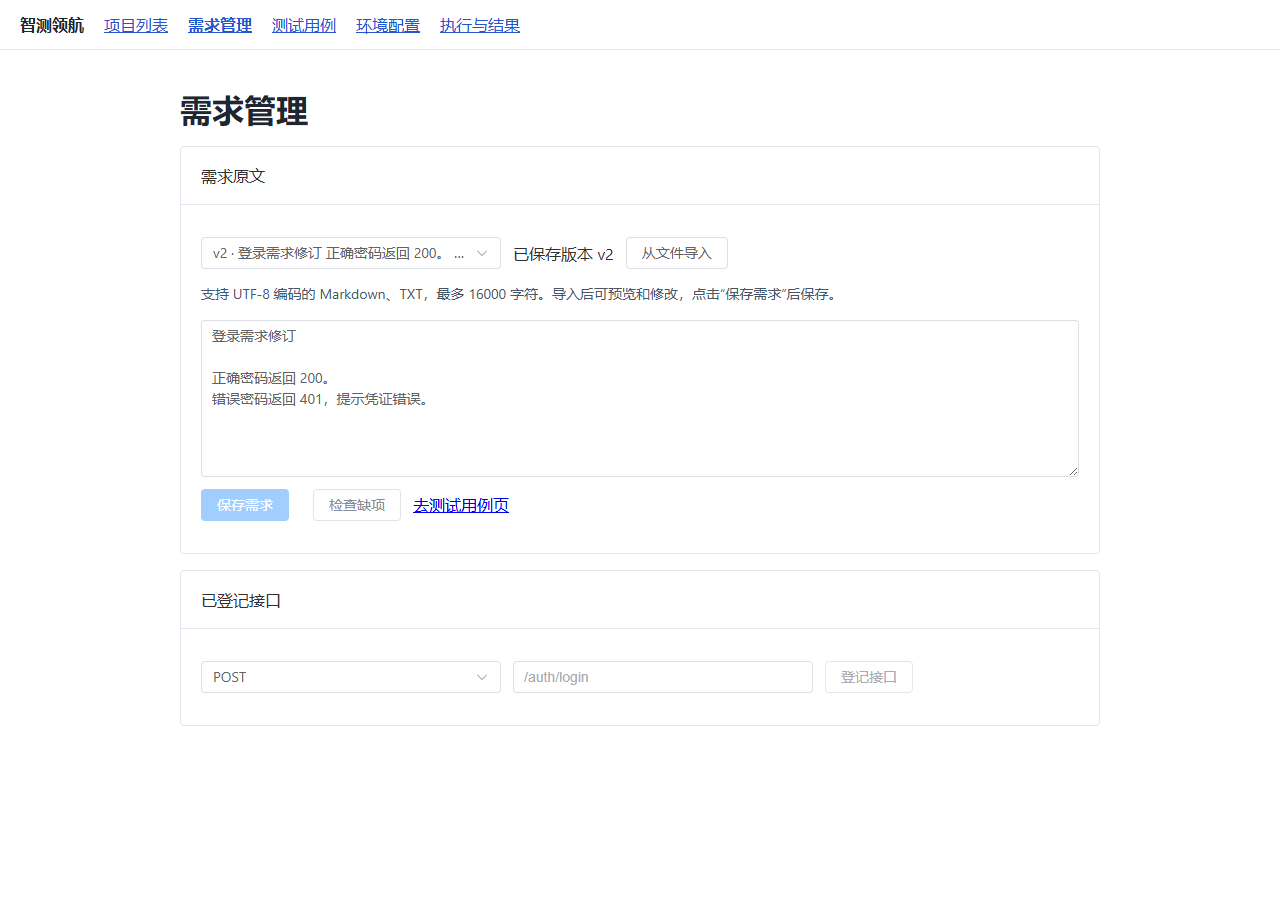 智测领航 项目列表 需求管理 测试用例 环境配置 执行与结果
需求管理
需求原文
v2 · 登录需求修订 正确密码返回 200。 ... 已保存版本 v2 从文件导入
支持 UTF-8 编码的 Markdown、TXT，最多 16000 字符。导入后可预览和修改，点击“保存需求”后保存。
登录需求修订
正确密码返回 200。
错误密码返回 401，提示凭证错误。
保存需求 检查缺项 去测试用例页
已登记接口
POST /auth/login 登记接口